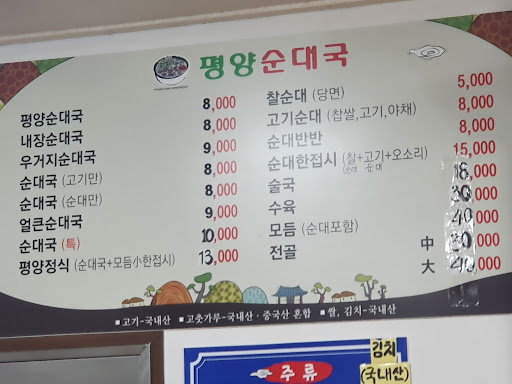 평양순대국
평양순대국 8,000
내장순대국 8,000
우거지순대국 9,000
순대국 (고기만) 8,000
순대국 (순대만) 8,000
얼큰순대국 9,000
순대국 (특) 10,000
평양정식 (순대국+모듬小한접시) 13,000
찰순대 (당면) 5,000
고기순대 (찹쌀,고기,야채) 8,000
순대반반 8,000
순대한접시 (찰+고기+오소리) 15,000
술국 18,000
수육 30,000
모듬 (순대포함) 40,000
전골 中 30,000
大 40,000
■ 고기-국내산 ■ 고춧가루-국내산·중국산 혼합 ■ 쌀, 김치-국내산
주류
김치
(국내산)